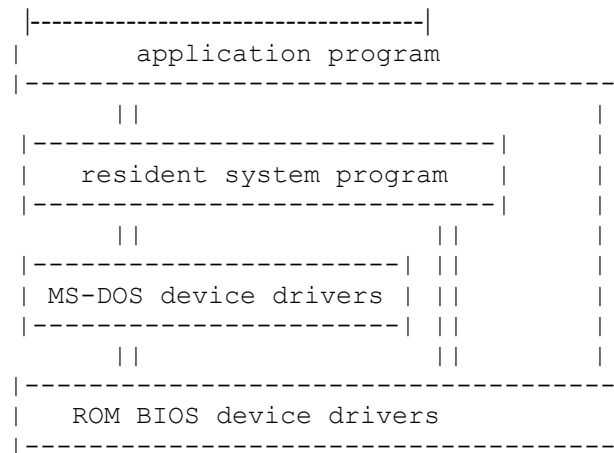 application program
resident system program
MS-DOS device drivers
ROM BIOS device drivers